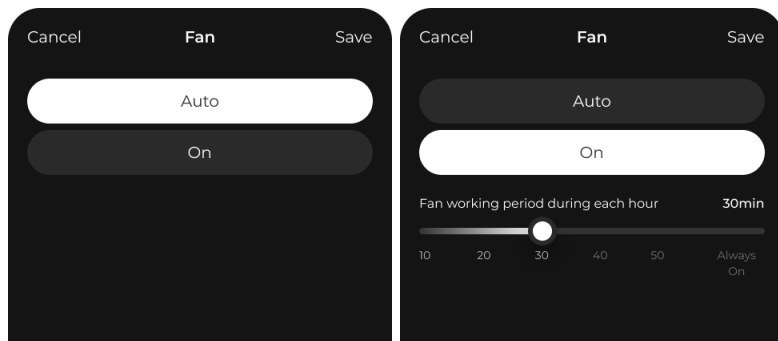 Cancel Fan Save
Auto
On
Cancel Fan Save
Auto
On
Fan working period during each hour 30min
10 20 30 40 50 Always
On